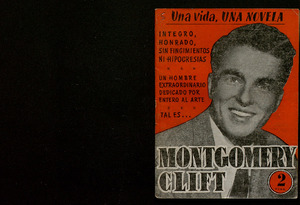 Una vida, UNA NOVELA
INTEGRO,
HONRADO,
SIN FINGIMIENTOS
NI HIPOCRESIAS
UN HOMBRE
EXTRAORDINARIO
DEDICADO POR
ENTERO AL ARTE
TAL ES...
MONTGOMERY
CLIFT
2